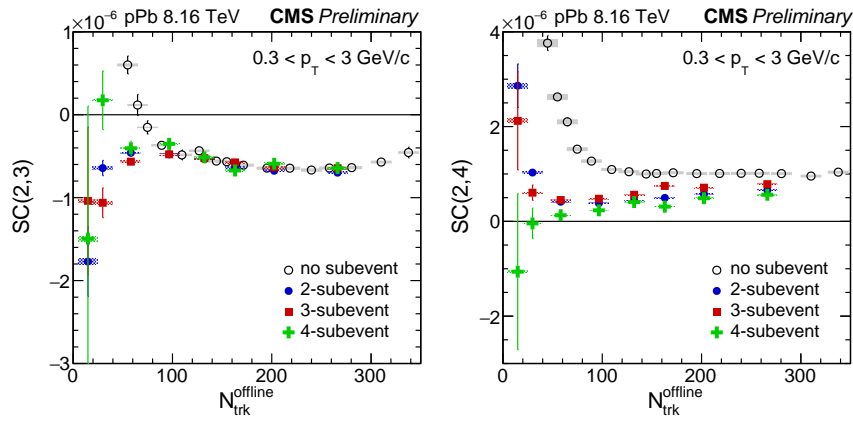 ×10⁻⁶ pPb 8.16 TeV CMS Preliminary
0.3 < p_T < 3 GeV/c
SC(2,3)
1
0
−1
−2
−3
no subevent
2-subevent
3-subevent
4-subevent
0 100 200 300
N_trk^offline
×10⁻⁶ pPb 8.16 TeV CMS Preliminary
0.3 < p_T < 3 GeV/c
SC(2,4)
4
2
0
−2
no subevent
2-subevent
3-subevent
4-subevent
0 100 200 300
N_trk^offline